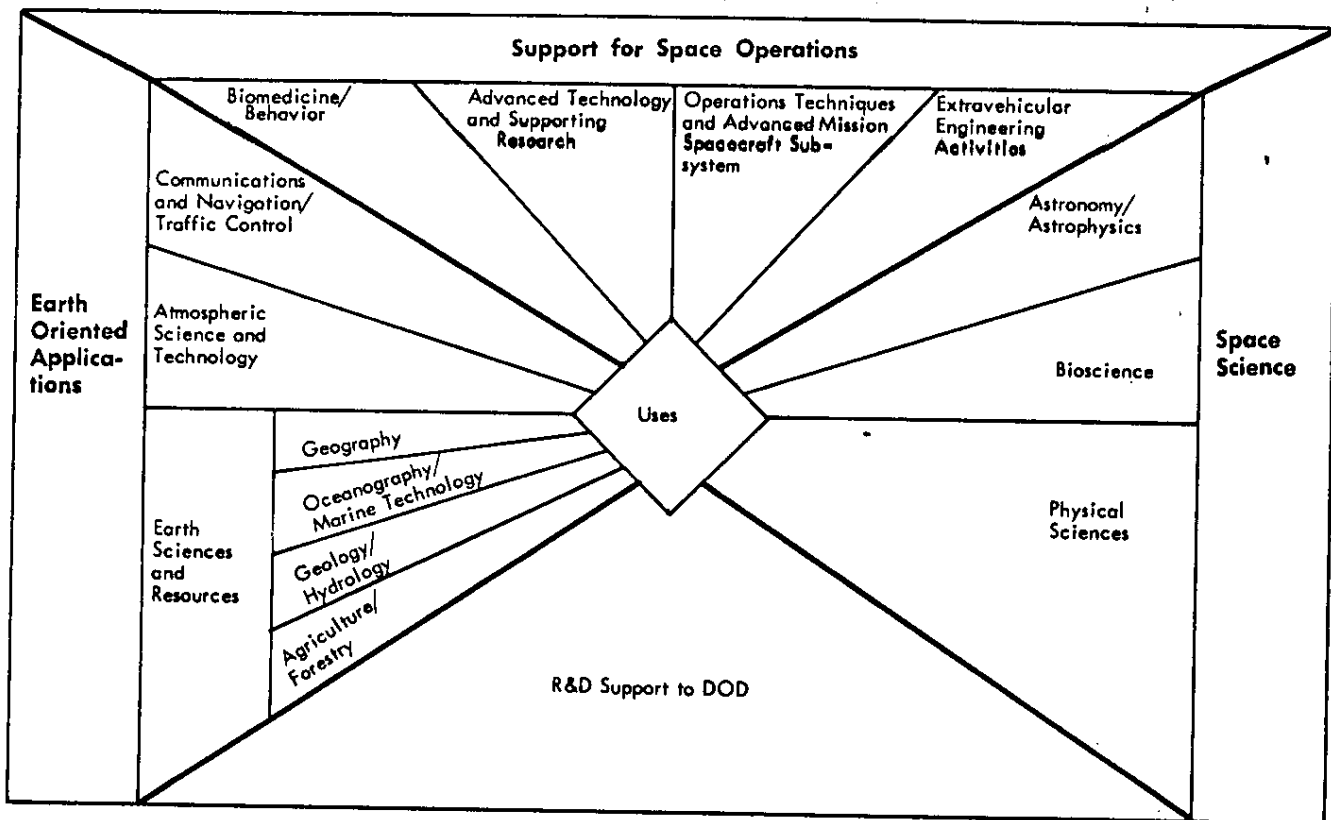 Support for Space Operations
Biomedicine/
Behavior
Advanced Technology
and Supporting
Research
Operations Techniques
and Advanced Mission
Spacecraft Sub-
system
Extravehicular
Engineering
Activities
Communications
and Navigation/
Traffic Control
Astronomy/
Astrophysics
Earth
Oriented
Applica-
tions
Atmospheric
Science and
Technology
Uses
Bioscience
Space
Science
Geography
Oceanography/
Marine Technology
Geology/
Hydrology
Agriculture/
Forestry
Earth
Sciences
and
Resources
Physical
Sciences
R&D Support to DOD